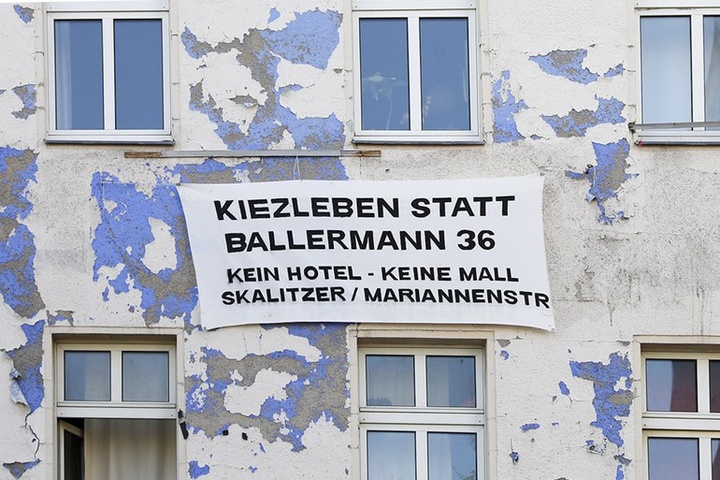 KIEZLEBEN STATT
BALLERMANN 36
KEIN HOTEL - KEINE MALL
SKALITZER / MARIANNENSTR